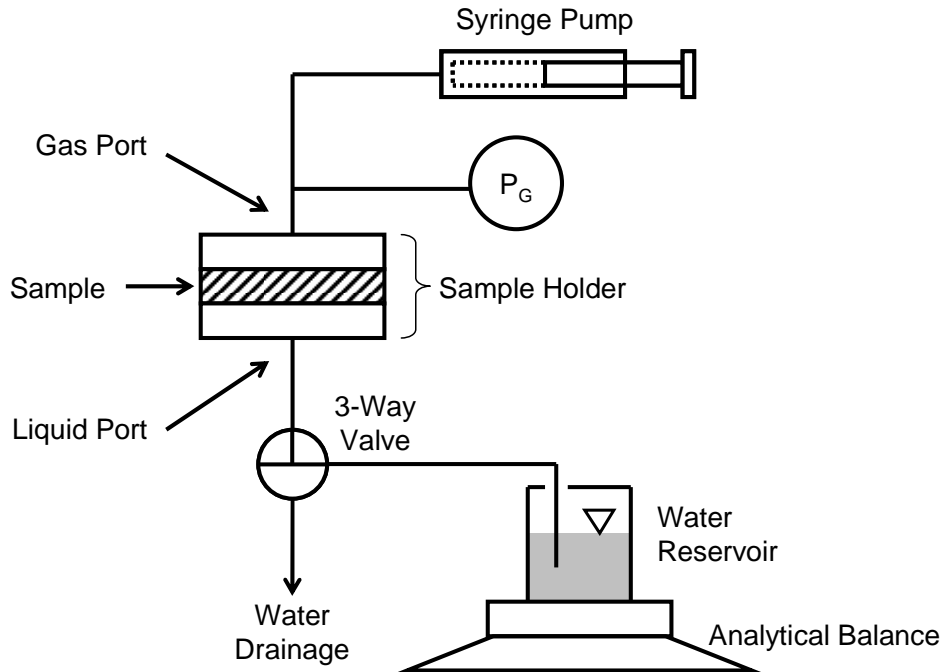 Syringe Pump
Gas Port
P_G
Sample
Sample Holder
Liquid Port
3-Way
Valve
Water
Reservoir
Water
Drainage
Analytical Balance